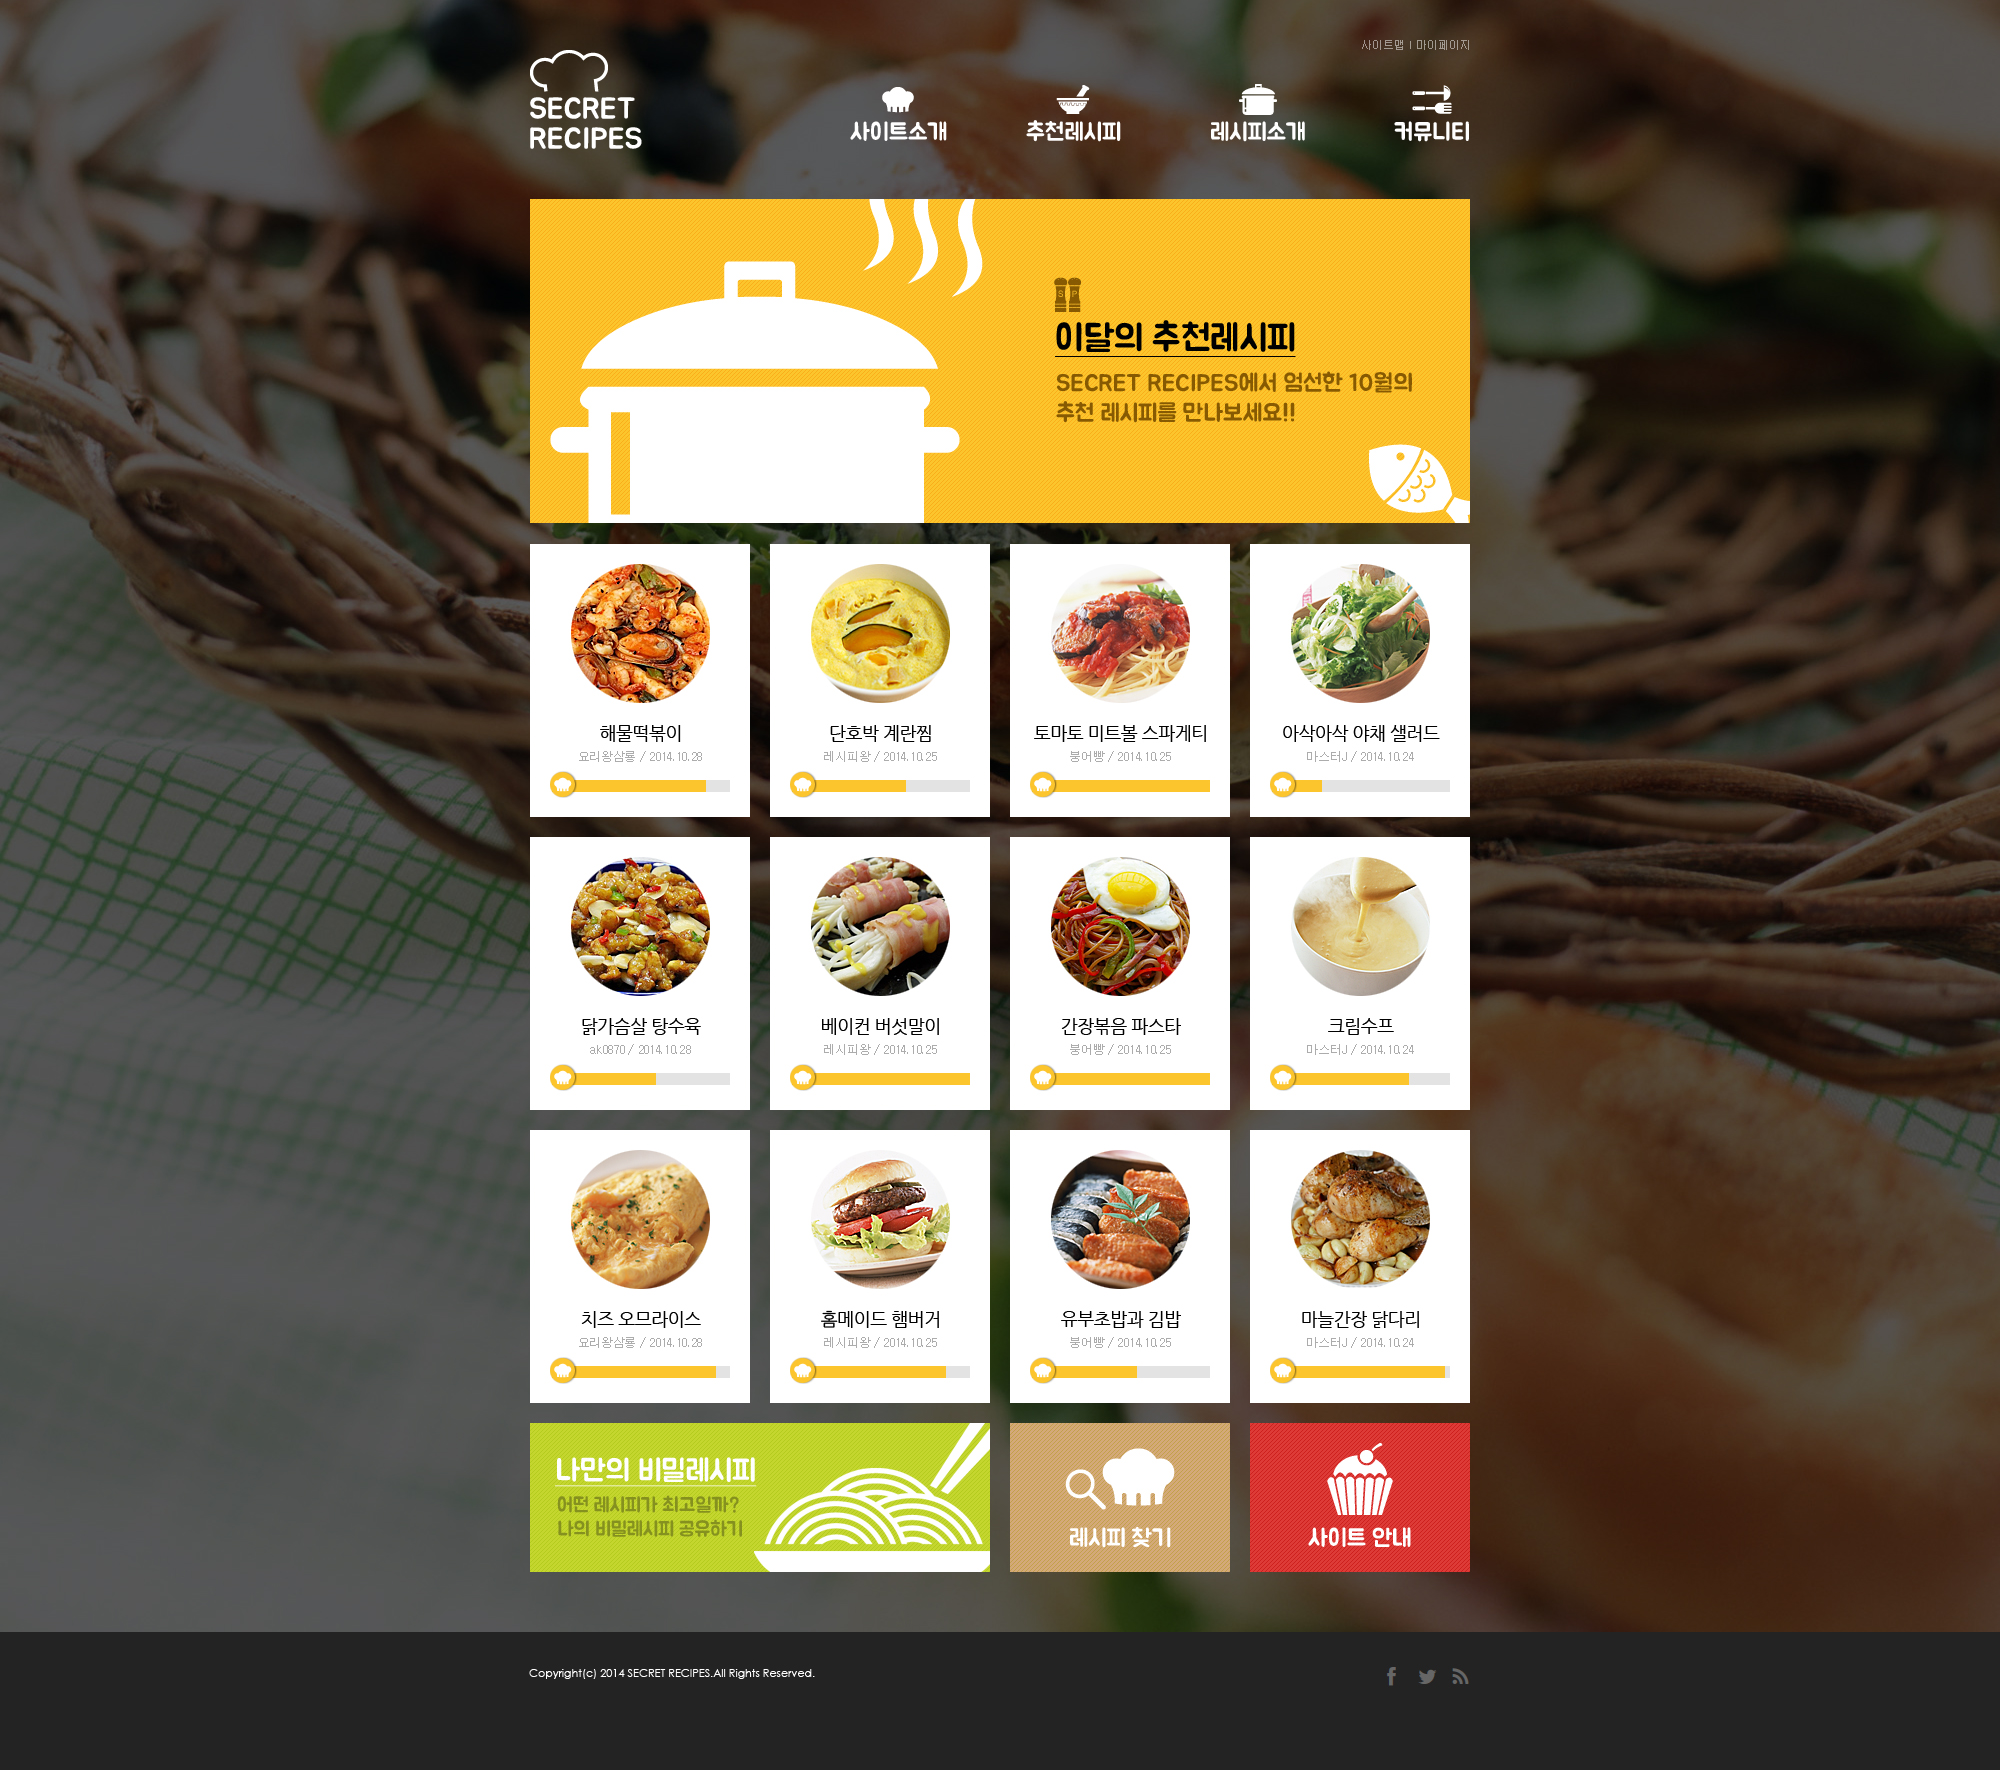 사이트맵 | 마이페이지
SECRET
RECIPES
사이트소개
추천레시피
레시피소개
커뮤니티
S P
이달의 추천레시피
SECRET RECIPES에서 엄선한 10월의
추천 레시피를 만나보세요!!
해물떡볶이
요리왕삼룡 / 2014.10.28
단호박 계란찜
레시피왕 / 2014.10.25
토마토 미트볼 스파게티
붕어빵 / 2014.10.25
아삭아삭 야채 샐러드
마스터J / 2014.10.24
닭가슴살 탕수육
ak0870 / 2014.10.28
베이컨 버섯말이
레시피왕 / 2014.10.25
간장볶음 파스타
붕어빵 / 2014.10.25
크림수프
마스터J / 2014.10.24
치즈 오므라이스
요리왕삼룡 / 2014.10.28
홈메이드 햄버거
레시피왕 / 2014.10.25
유부초밥과 김밥
붕어빵 / 2014.10.25
마늘간장 닭다리
마스터J / 2014.10.24
나만의 비밀레시피
어떤 레시피가 최고일까?
나의 비밀레시피 공유하기
레시피 찾기
사이트 안내
Copyright(c) 2014 SECRET RECIPES.All Rights Reserved.